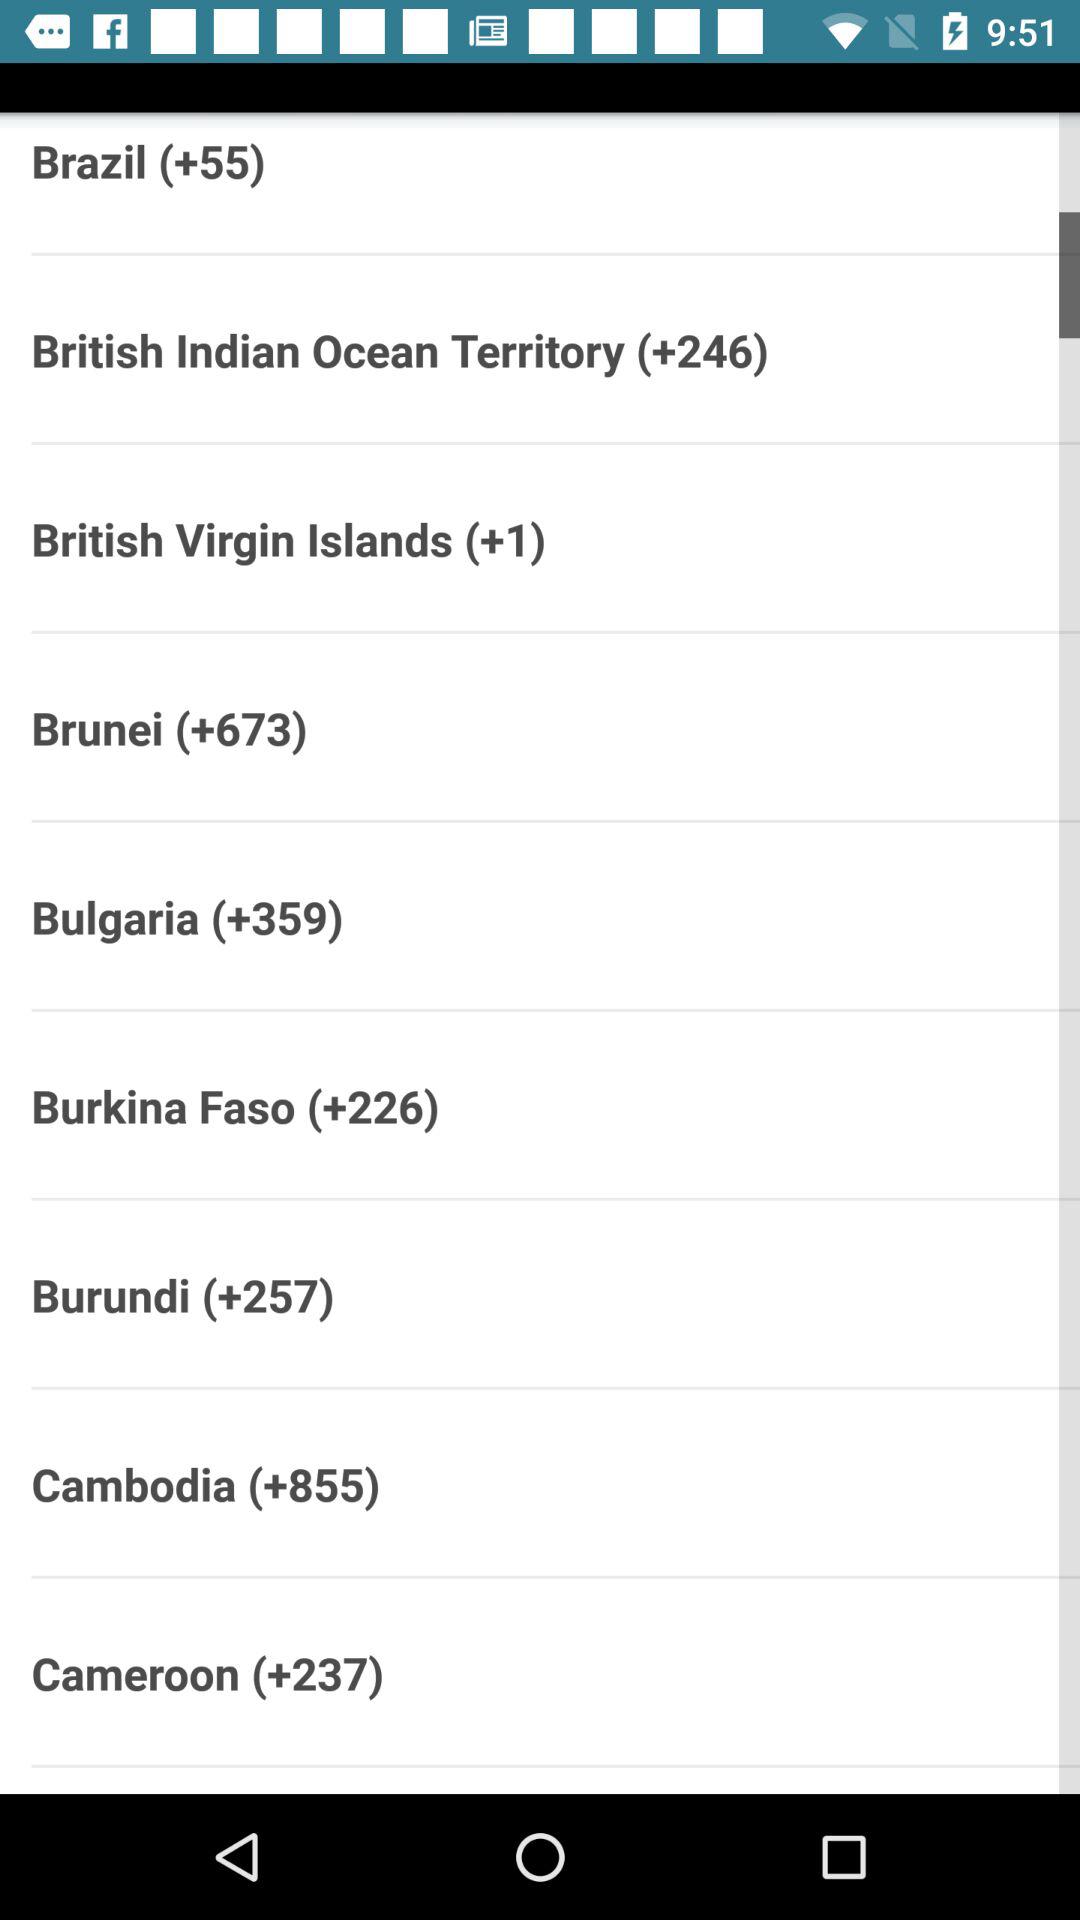 9:51
Brazil (+55)
British Indian Ocean Territory (+246)
British Virgin Islands (+1)
Brunei (+673)
Bulgaria (+359)
Burkina Faso (+226)
Burundi (+257)
Cambodia (+855)
Cameroon (+237)